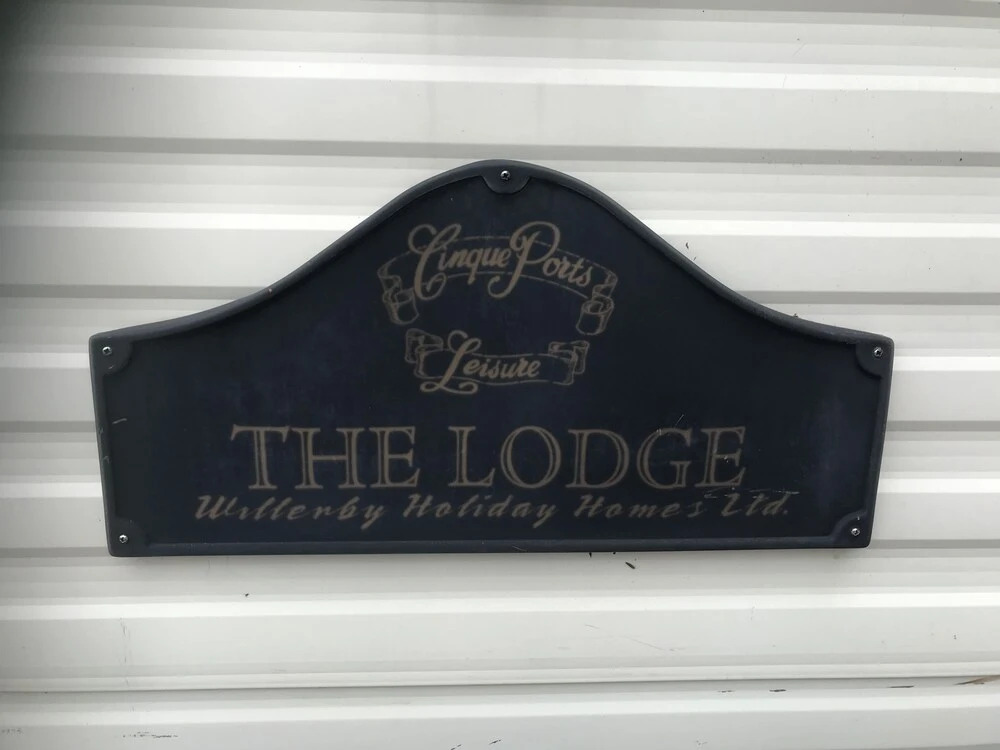 Cinque Ports
Leisure
THE LODGE
Willerby Holiday Homes Ltd.